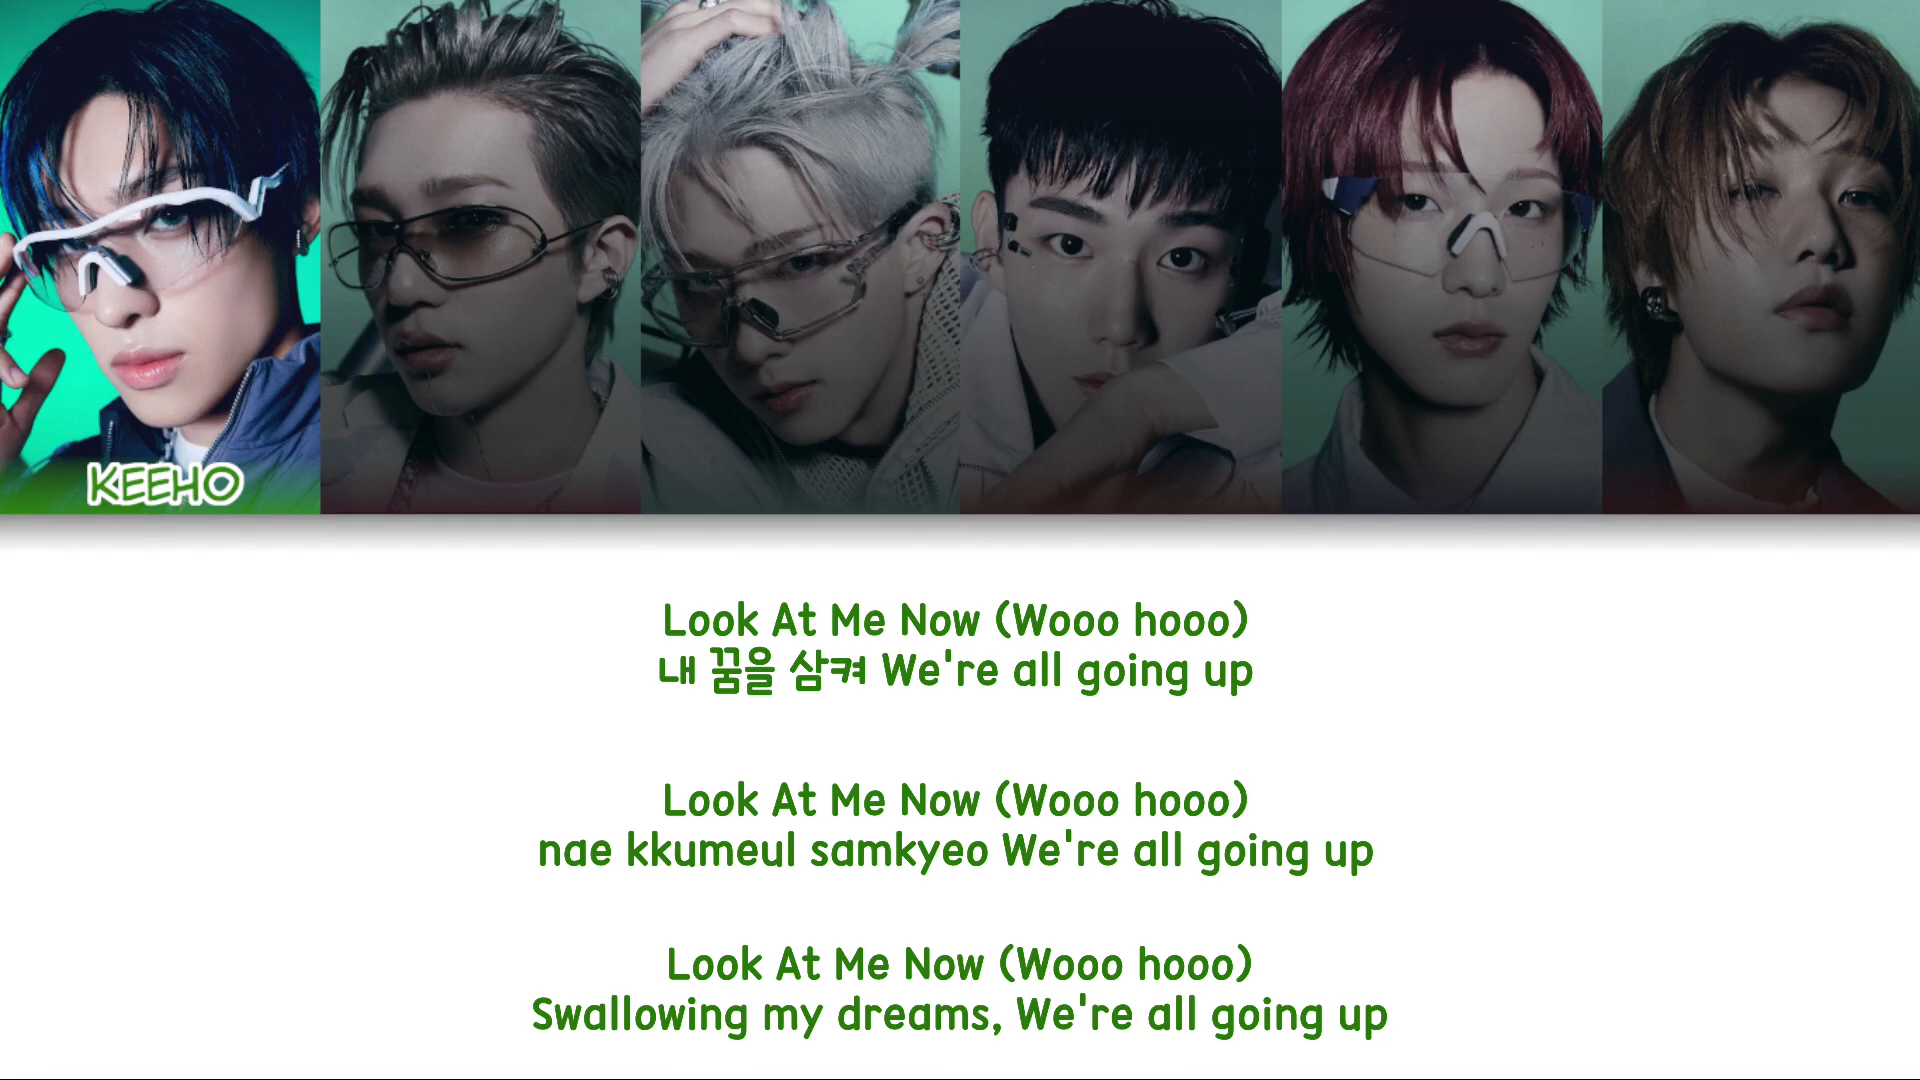 KEEHO
Look At Me Now (Wooo hooo)
내 꿈을 삼켜 We're all going up
Look At Me Now (Wooo hooo)
nae kkumeul samkyeo We're all going up
Look At Me Now (Wooo hooo)
Swallowing my dreams, We're all going up